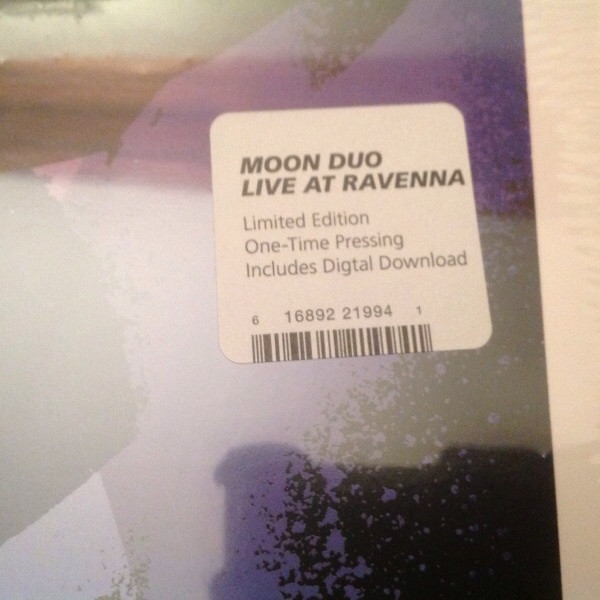 MOON DUO
LIVE AT RAVENNA
Limited Edition
One-Time Pressing
Includes Digtal Download
6 16892 21994 1